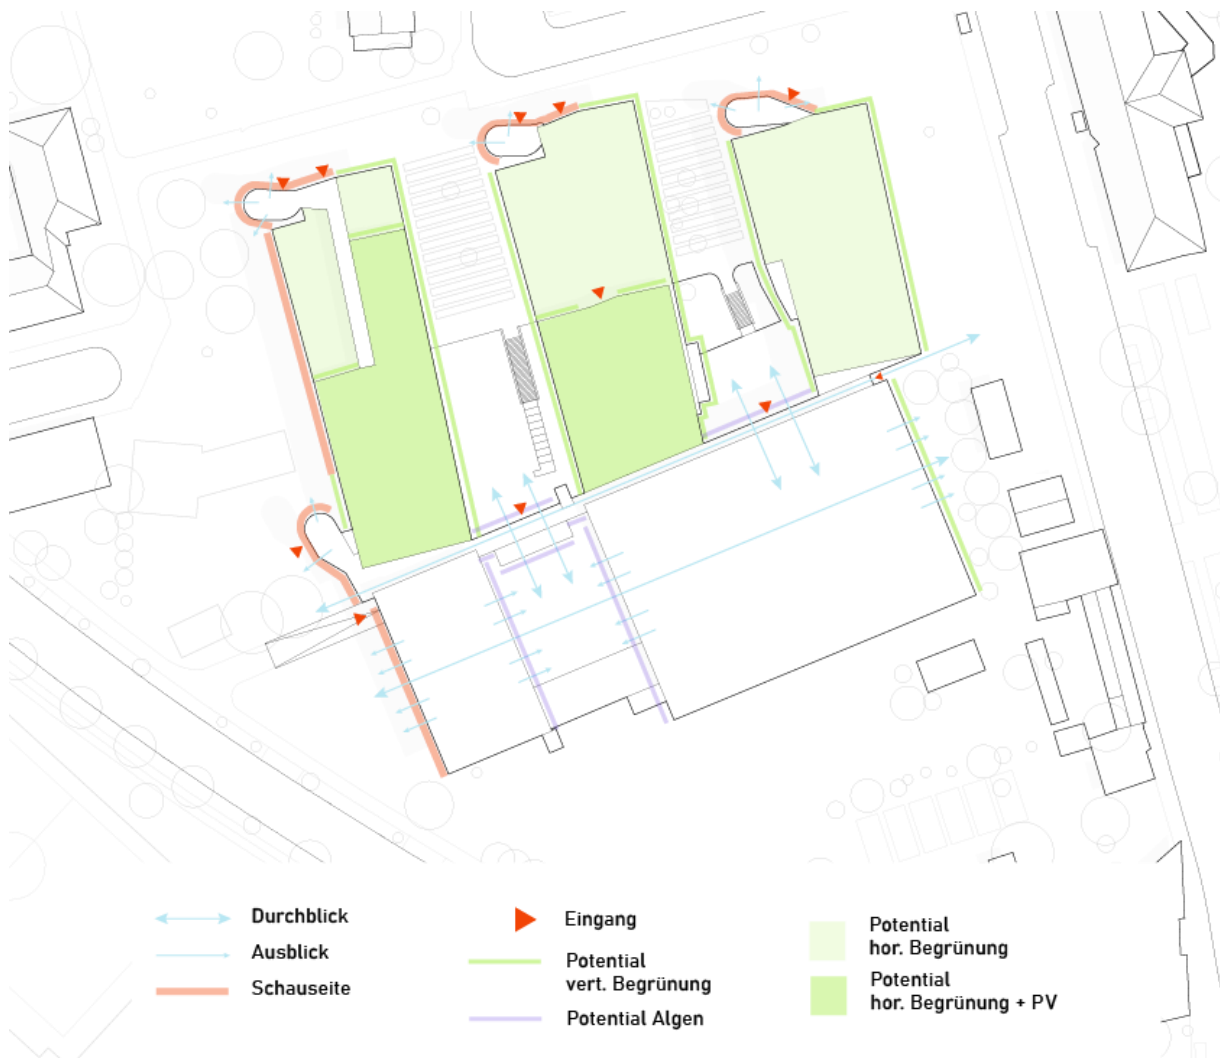 Durchblick
Ausblick
Schauseite
Eingang
Potential
vert. Begrünung
Potential Algen
Potential
hor. Begrünung
Potential
hor. Begrünung + PV